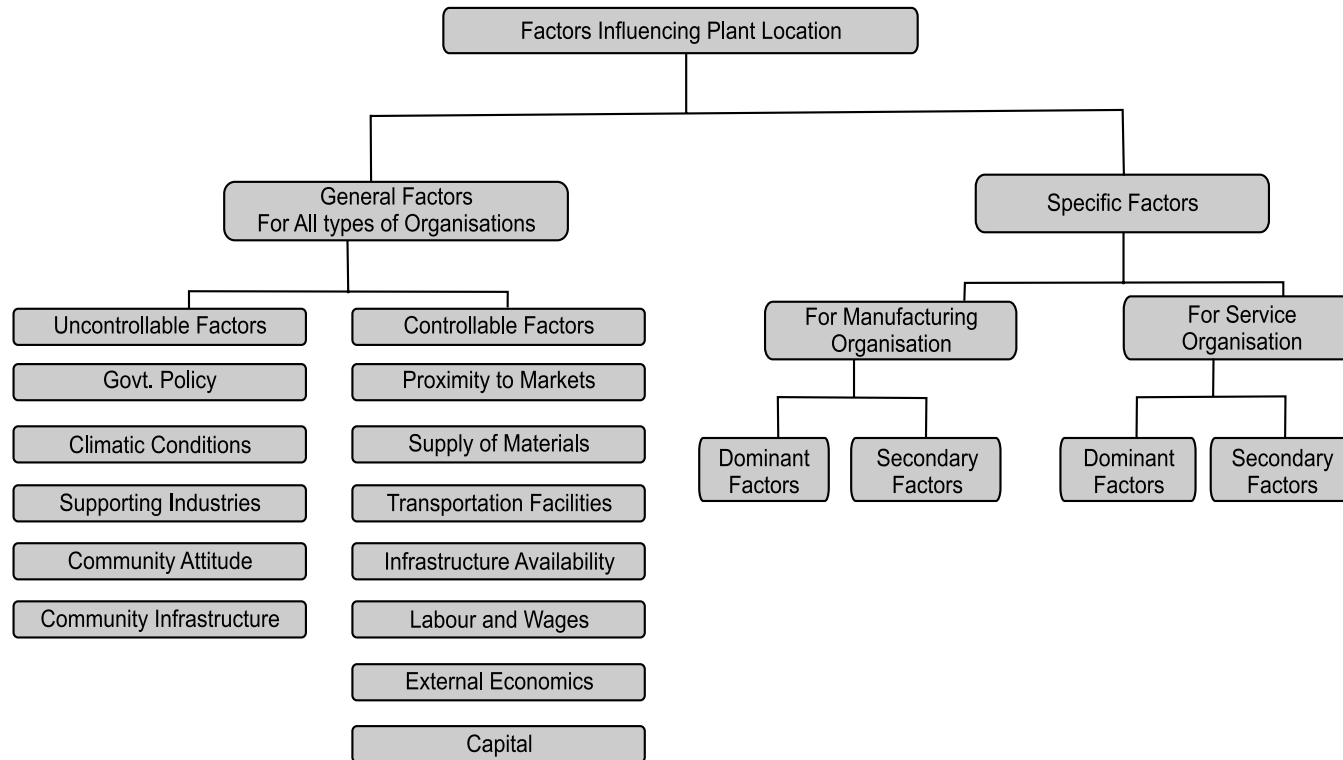 Factors Influencing Plant Location
General Factors
For All types of Organisations
Specific Factors
Uncontrollable Factors
Govt. Policy
Climatic Conditions
Supporting Industries
Community Attitude
Community Infrastructure
Controllable Factors
Proximity to Markets
Supply of Materials
Transportation Facilities
Infrastructure Availability
Labour and Wages
External Economics
Capital
For Manufacturing
Organisation
Dominant
Factors
Secondary
Factors
For Service
Organisation
Dominant
Factors
Secondary
Factors